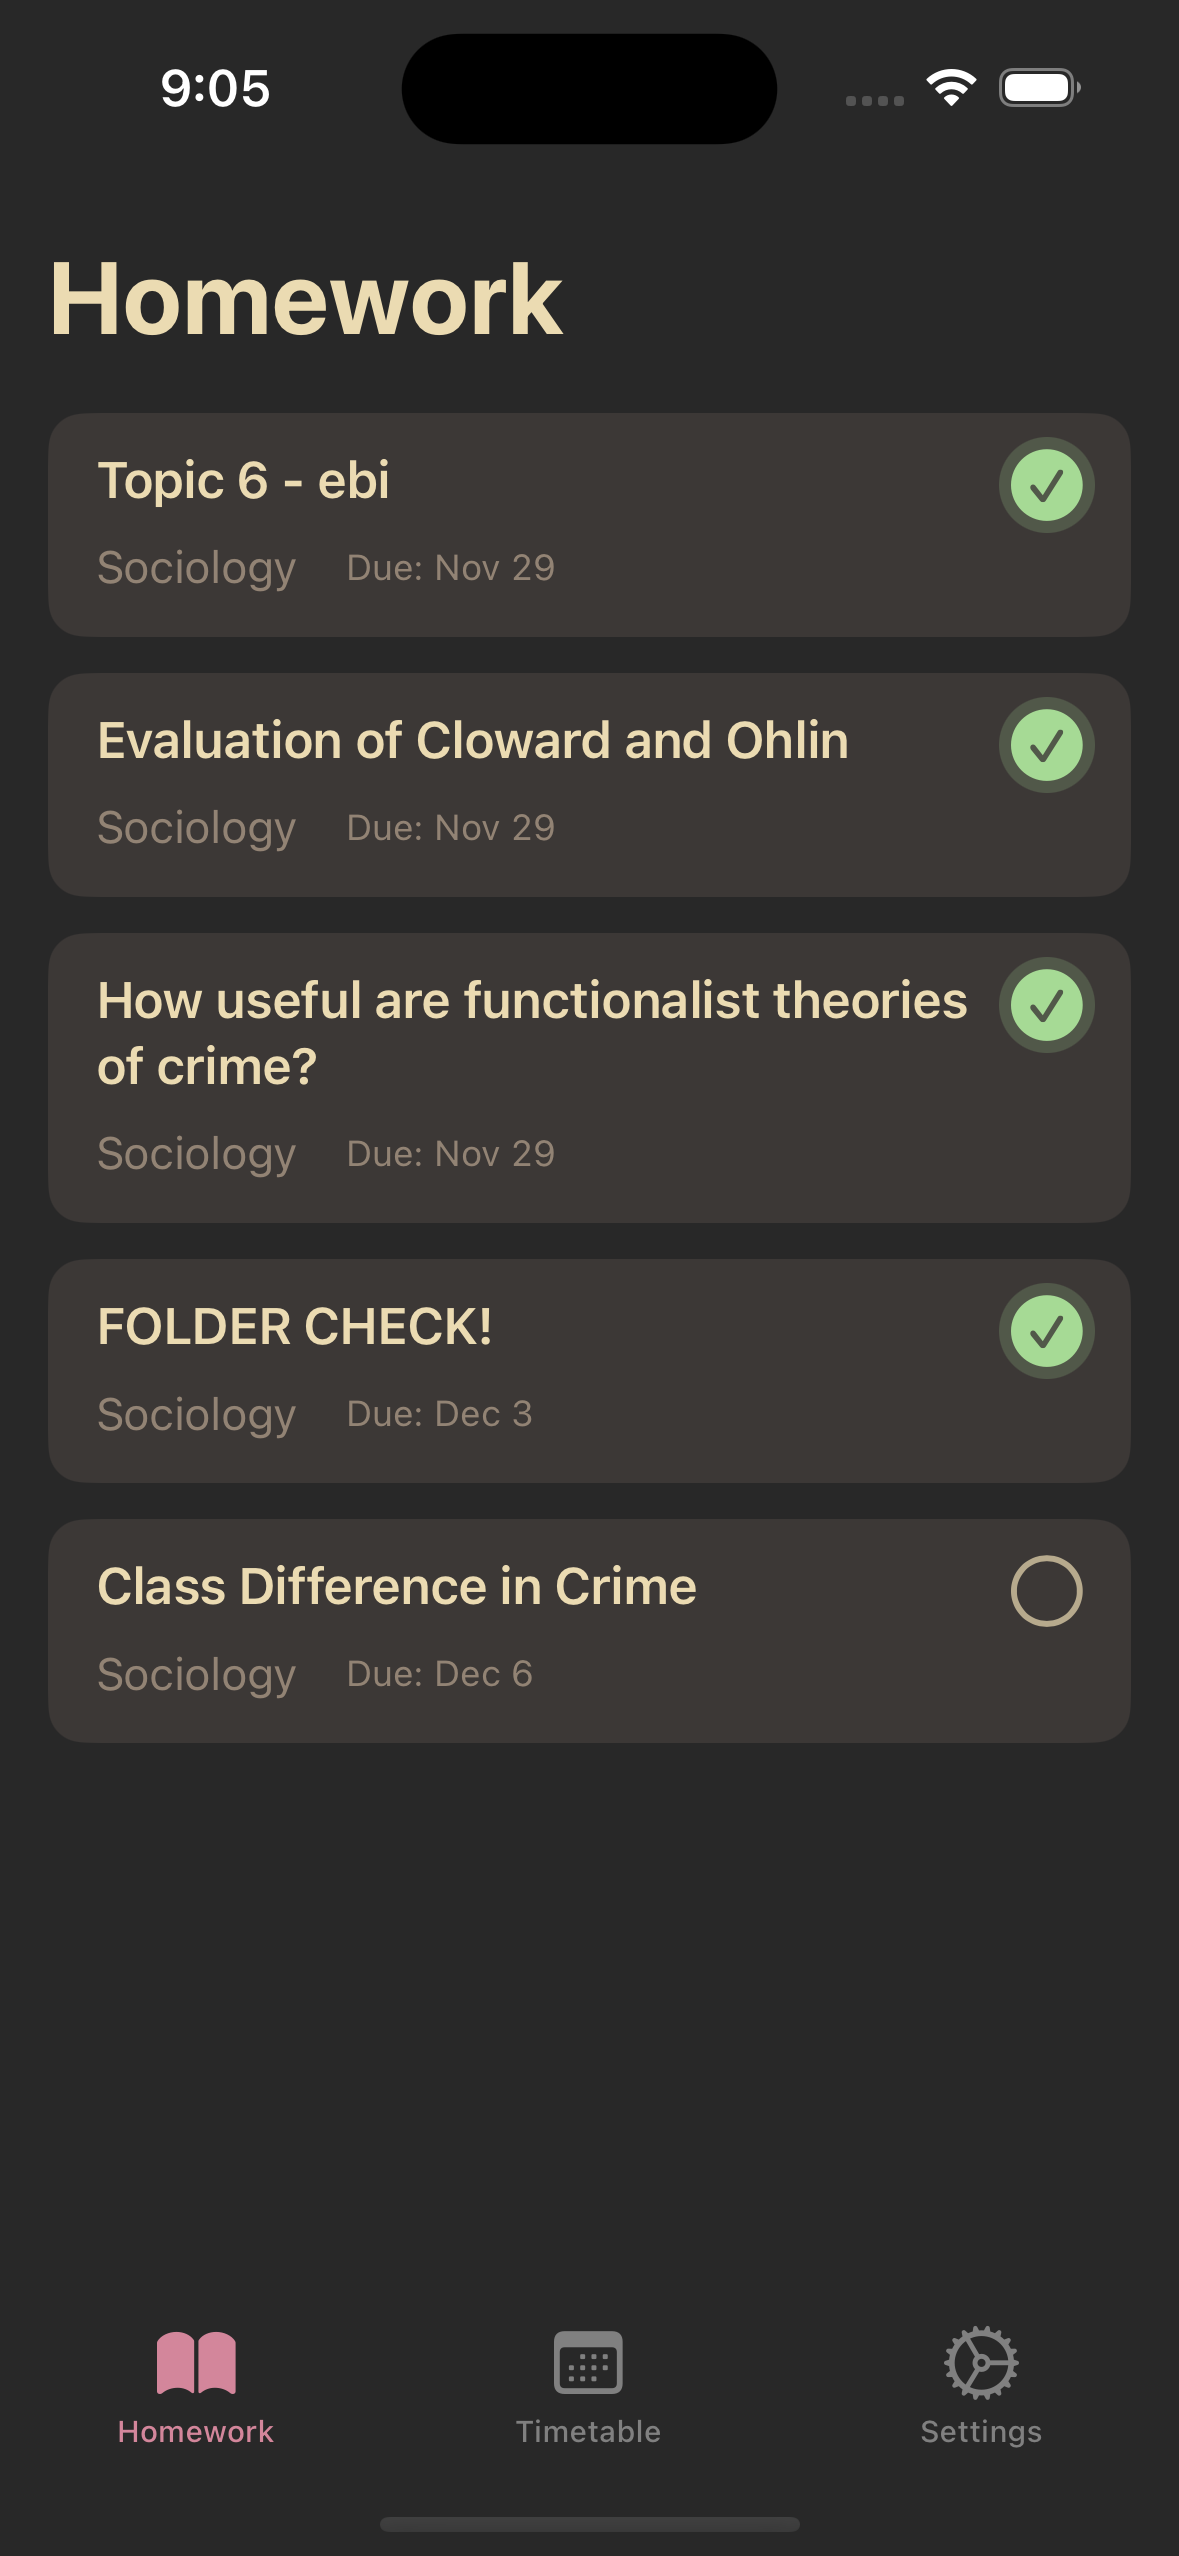 9:05
Homework
Topic 6 - ebi
Sociology Due: Nov 29
Evaluation of Cloward and Ohlin
Sociology Due: Nov 29
How useful are functionalist theories
of crime?
Sociology Due: Nov 29
FOLDER CHECK!
Sociology Due: Dec 3
Class Difference in Crime
Sociology Due: Dec 6
Homework Timetable Settings